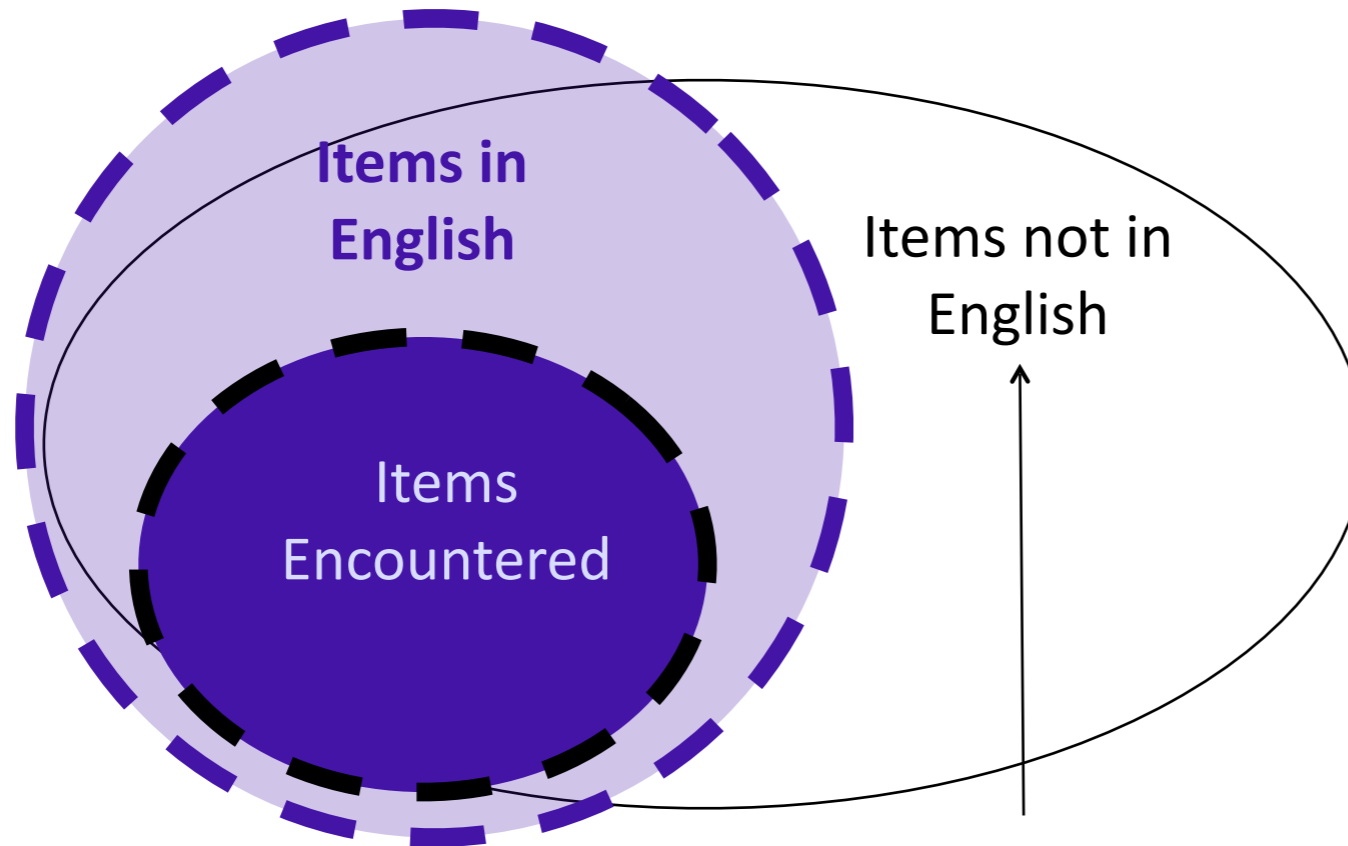 Items in
English
Items not in
English
Items
Encountered